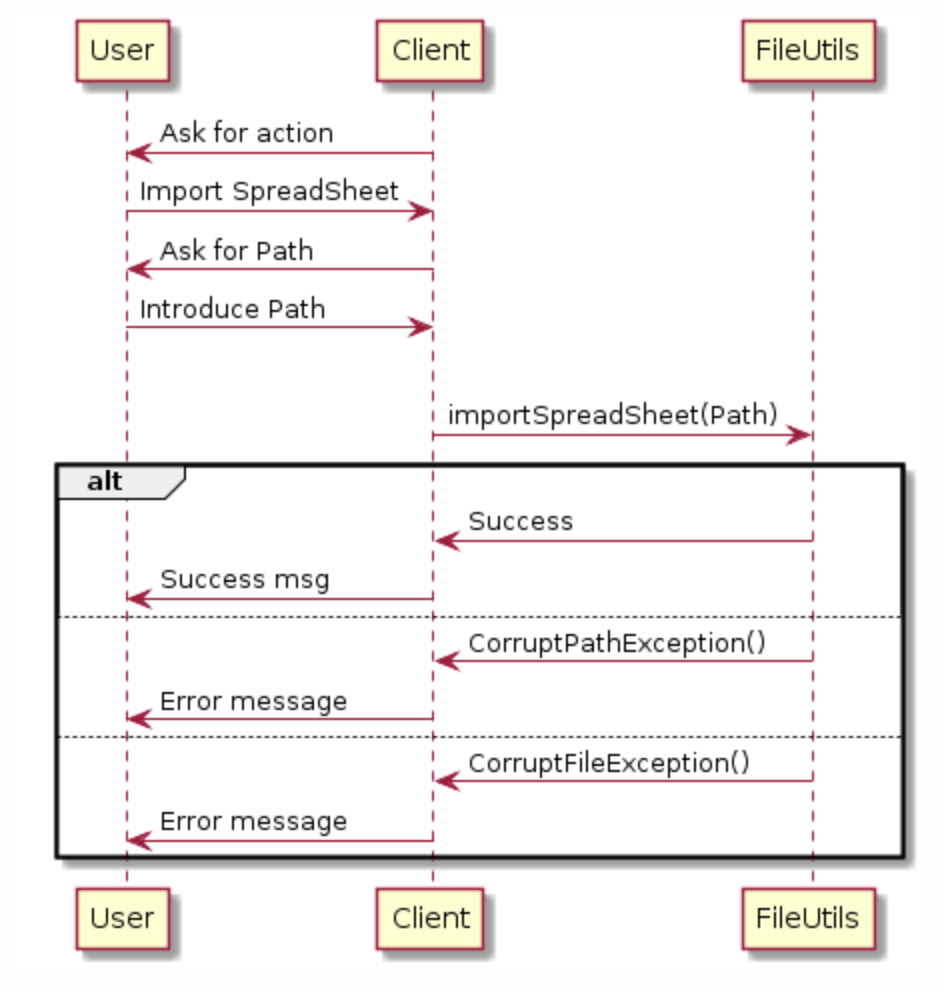 User Client FileUtils
Ask for action
Import SpreadSheet
Ask for Path
Introduce Path
importSpreadSheet(Path)
alt
Success
Success msg
CorruptPathException()
Error message
CorruptFileException()
Error message
User Client FileUtils